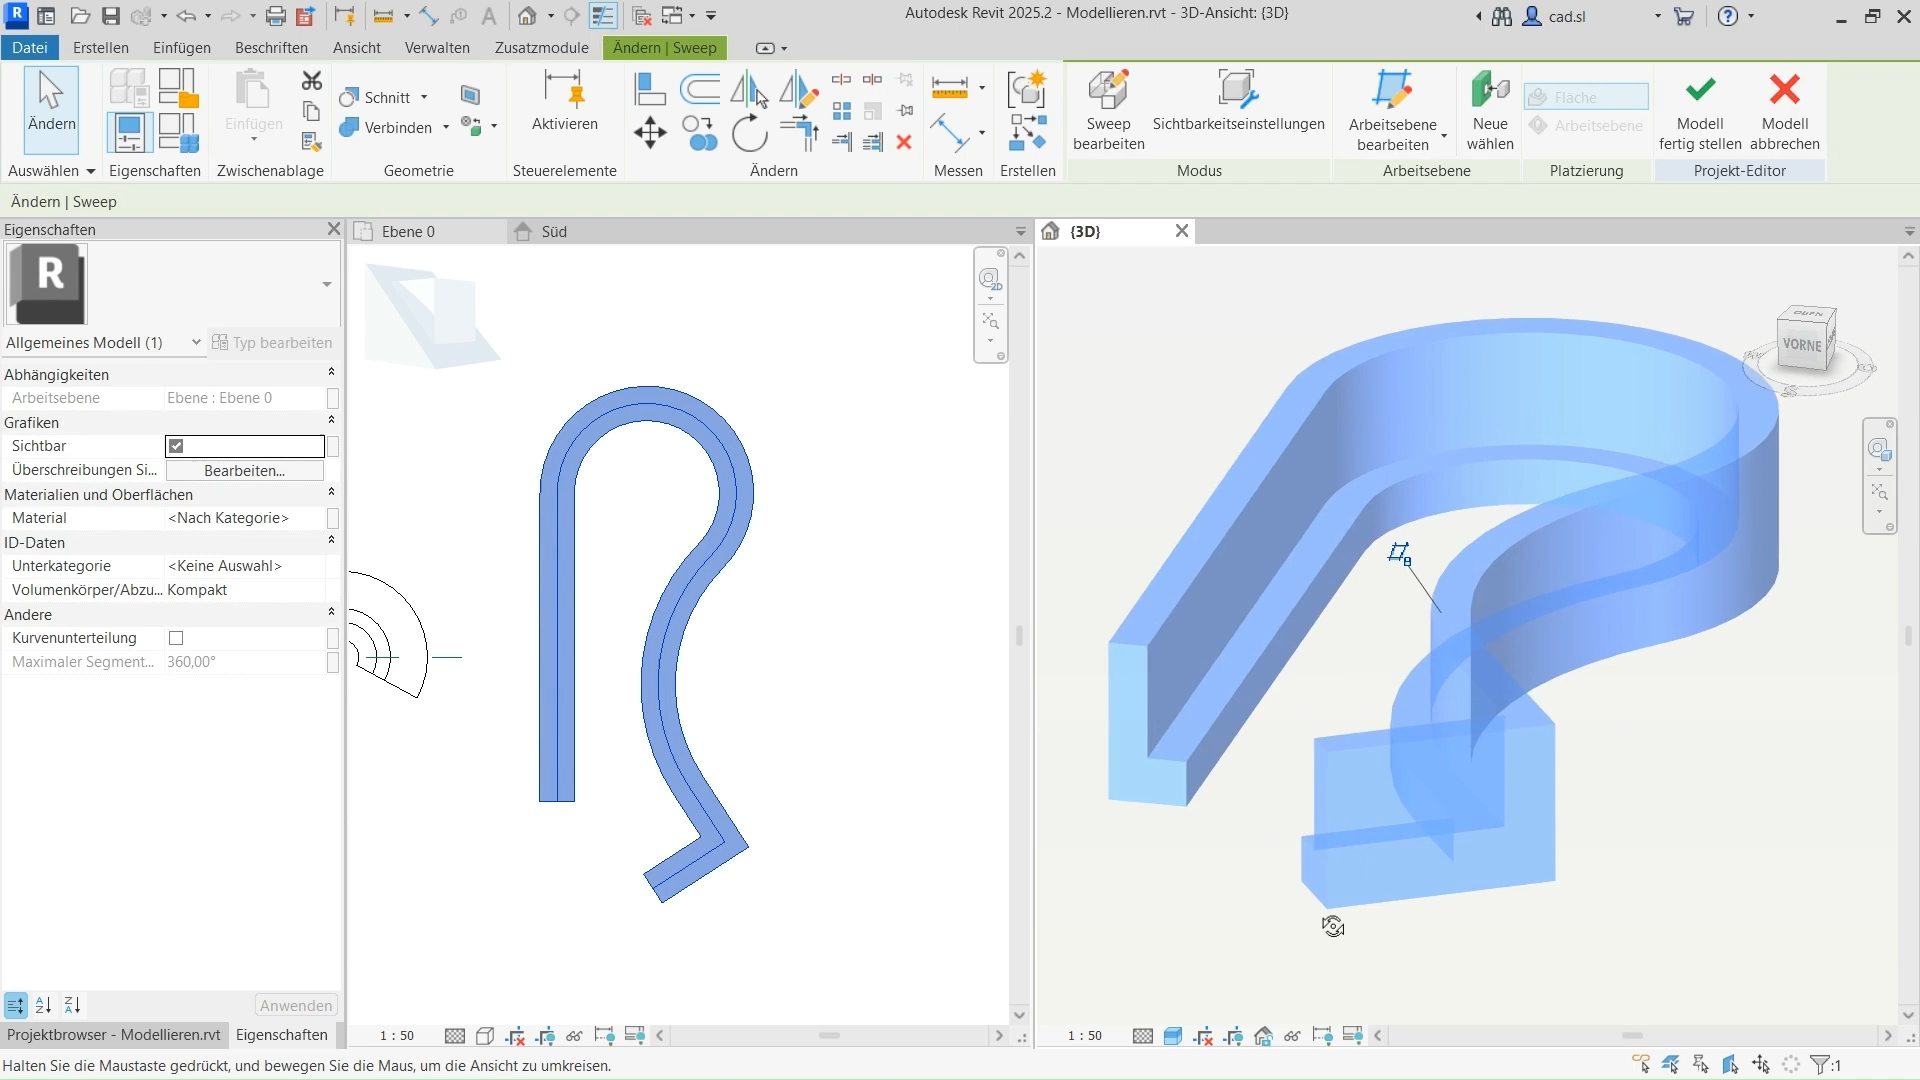 Autodesk Revit 2025.2 - Modellieren.rvt - 3D-Ansicht: {3D}
cad.sl
Datei
Erstellen
Einfügen
Beschriften
Ansicht
Verwalten
Zusatzmodule
Ändern | Sweep
Ändern
Einfügen
Schnitt
Verbinden
Aktivieren
Sweep
bearbeiten
Sichtbarkeitseinstellungen
Arbeitsebene
bearbeiten
Neue
wählen
Fläche
Arbeitsebene
Modell
fertig stellen
Modell
abbrechen
Auswählen
Eigenschaften
Zwischenablage
Geometrie
Steuerelemente
Ändern
Messen
Erstellen
Modus
Arbeitsebene
Platzierung
Projekt-Editor
Ändern | Sweep
Eigenschaften
Ebene 0
Süd
{3D}
R
Allgemeines Modell (1)
Typ bearbeiten
Abhängigkeiten
Arbeitsebene
Ebene : Ebene 0
Grafiken
Sichtbar
Überschreibungen Si...
Bearbeiten...
Materialien und Oberflächen
Material
<Nach Kategorie>
ID-Daten
Unterkategorie
<Keine Auswahl>
Volumenkörper/Abzu...
Kompakt
Andere
Kurvenunterteilung
Maximaler Segment...
360,00°
2D
VORNE
Anwenden
Projektbrowser - Modellieren.rvt
Eigenschaften
1 : 50
1 : 50
Halten Sie die Maustaste gedrückt, und bewegen Sie die Maus, um die Ansicht zu umkreisen.
:1